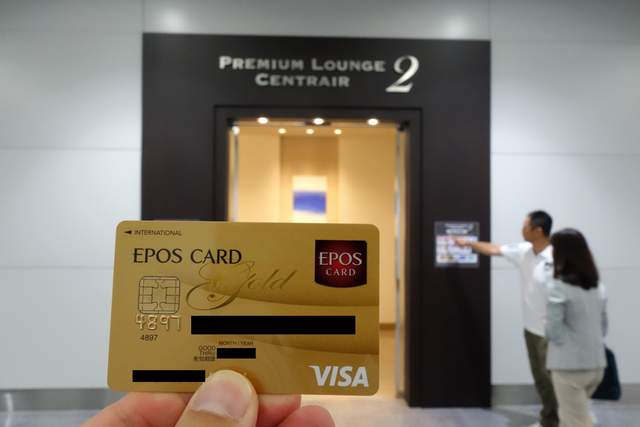 PREMIUM LOUNGE
CENTRAIR 2
INTERNATIONAL
EPOS CARD
Gold
EPOS
CARD
4897
4897
MONTH/YEAR
GOOD
THRU
VISA